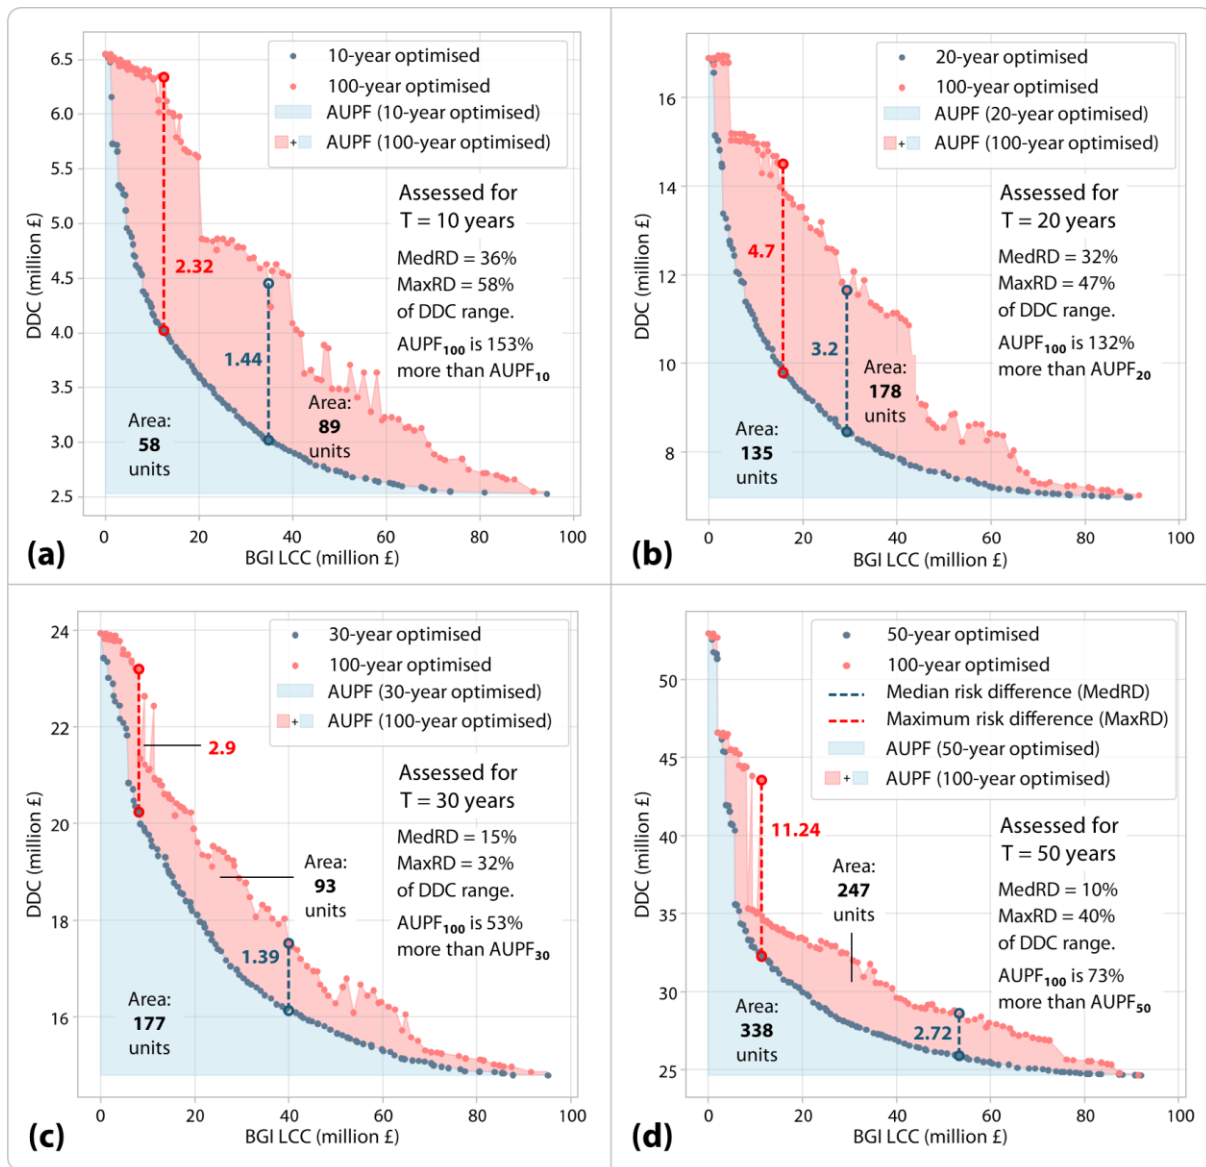 6.5
6.0
5.5
5.0
4.5
4.0
3.5
3.0
2.5
DDC (million £)
10-year optimised
100-year optimised
AUPF (10-year optimised)
+ AUPF (100-year optimised)
Assessed for
T = 10 years
MedRD = 36%
MaxRD = 58%
of DDC range.
AUPF100 is 153%
more than AUPF10
2.32
1.44
Area:
58
units
Area:
89
units
0 20 40 60 80 100
BGI LCC (million £)
(a)
16
14
12
10
8
DDC (million £)
20-year optimised
100-year optimised
AUPF (20-year optimised)
+ AUPF (100-year optimised)
Assessed for
T = 20 years
MedRD = 32%
MaxRD = 47%
of DDC range.
AUPF100 is 132%
more than AUPF20
4.7
3.2
Area:
178
units
Area:
135
units
0 20 40 60 80 100
BGI LCC (million £)
(b)
24
22
20
18
16
DDC (million £)
30-year optimised
100-year optimised
AUPF (30-year optimised)
+ AUPF (100-year optimised)
2.9
Assessed for
T = 30 years
MedRD = 15%
MaxRD = 32%
of DDC range.
AUPF100 is 53%
more than AUPF30
Area:
93
units
1.39
Area:
177
units
0 20 40 60 80 100
BGI LCC (million £)
(c)
50
45
40
35
30
25
DDC (million £)
50-year optimised
100-year optimised
Median risk difference (MedRD)
Maximum risk difference (MaxRD)
AUPF (50-year optimised)
+ AUPF (100-year optimised)
11.24
Assessed for
T = 50 years
MedRD = 10%
MaxRD = 40%
of DDC range.
AUPF100 is 73%
more than AUPF50
Area:
247
units
2.72
Area:
338
units
0 20 40 60 80 100
BGI LCC (million £)
(d)